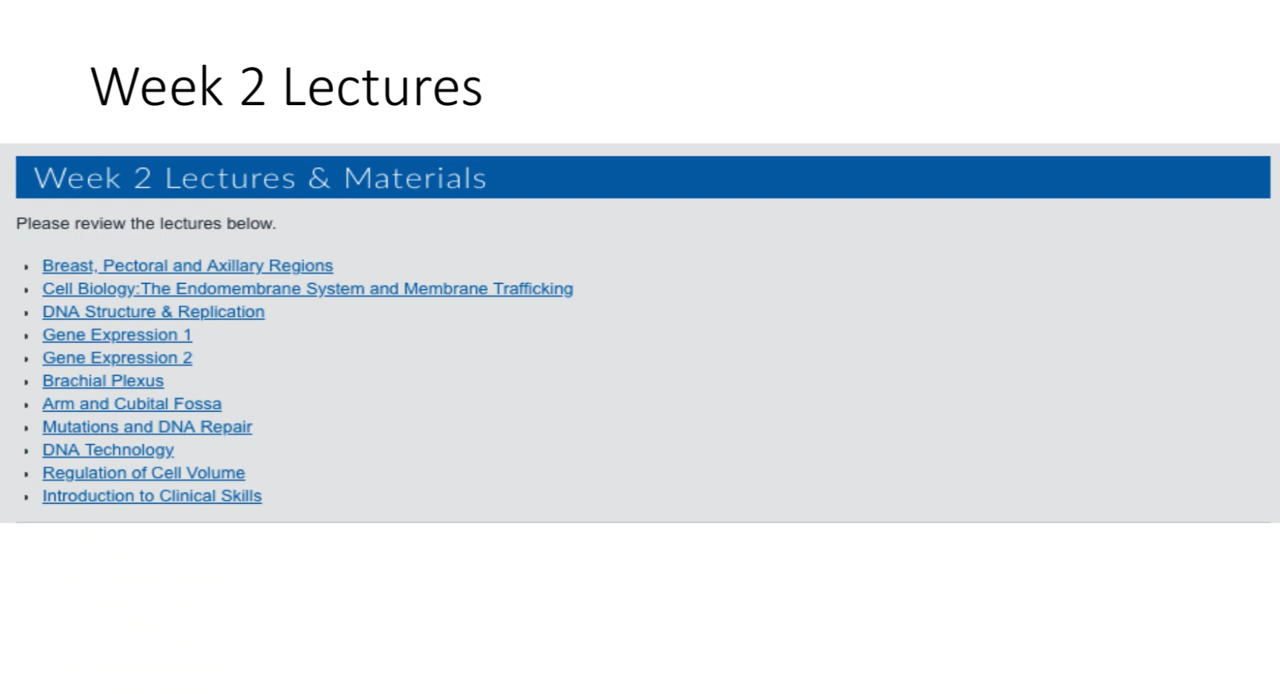 Week 2 Lectures
Week 2 Lectures & Materials
Please review the lectures below.
Breast, Pectoral and Axillary Regions
Cell Biology:The Endomembrane System and Membrane Trafficking
DNA Structure & Replication
Gene Expression 1
Gene Expression 2
Brachial Plexus
Arm and Cubital Fossa
Mutations and DNA Repair
DNA Technology
Regulation of Cell Volume
Introduction to Clinical Skills